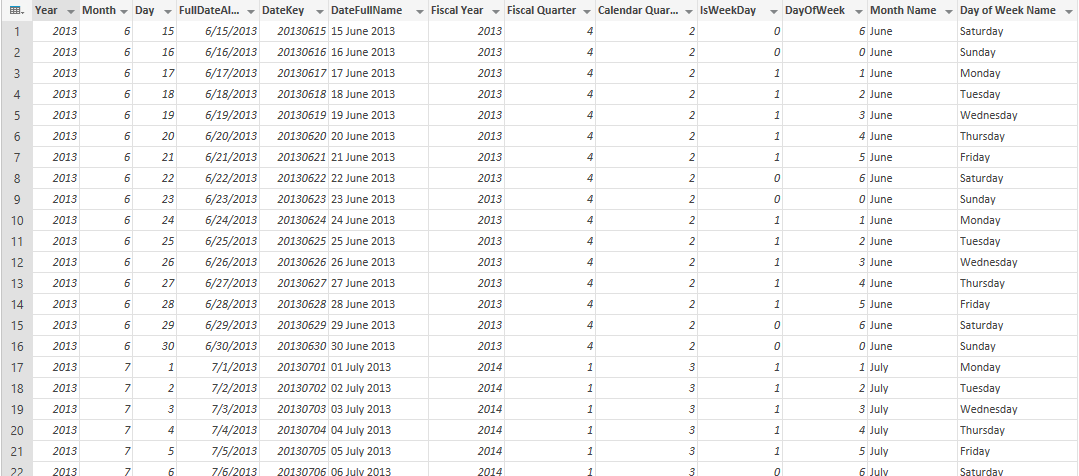 Year Month Day FullDateAl... DateKey DateFullName Fiscal Year Fiscal Quarter Calendar Quar... IsWeekDay DayOfWeek Month Name Day of Week Name
1 2013 6 15 6/15/2013 20130615 15 June 2013 2013 4 2 0 6 June Saturday
2 2013 6 16 6/16/2013 20130616 16 June 2013 2013 4 2 0 0 June Sunday
3 2013 6 17 6/17/2013 20130617 17 June 2013 2013 4 2 1 1 June Monday
4 2013 6 18 6/18/2013 20130618 18 June 2013 2013 4 2 1 2 June Tuesday
5 2013 6 19 6/19/2013 20130619 19 June 2013 2013 4 2 1 3 June Wednesday
6 2013 6 20 6/20/2013 20130620 20 June 2013 2013 4 2 1 4 June Thursday
7 2013 6 21 6/21/2013 20130621 21 June 2013 2013 4 2 1 5 June Friday
8 2013 6 22 6/22/2013 20130622 22 June 2013 2013 4 2 0 6 June Saturday
9 2013 6 23 6/23/2013 20130623 23 June 2013 2013 4 2 0 0 June Sunday
10 2013 6 24 6/24/2013 20130624 24 June 2013 2013 4 2 1 1 June Monday
11 2013 6 25 6/25/2013 20130625 25 June 2013 2013 4 2 1 2 June Tuesday
12 2013 6 26 6/26/2013 20130626 26 June 2013 2013 4 2 1 3 June Wednesday
13 2013 6 27 6/27/2013 20130627 27 June 2013 2013 4 2 1 4 June Thursday
14 2013 6 28 6/28/2013 20130628 28 June 2013 2013 4 2 1 5 June Friday
15 2013 6 29 6/29/2013 20130629 29 June 2013 2013 4 2 0 6 June Saturday
16 2013 6 30 6/30/2013 20130630 30 June 2013 2013 4 2 0 0 June Sunday
17 2013 7 1 7/1/2013 20130701 01 July 2013 2014 1 3 1 1 July Monday
18 2013 7 2 7/2/2013 20130702 02 July 2013 2014 1 3 1 2 July Tuesday
19 2013 7 3 7/3/2013 20130703 03 July 2013 2014 1 3 1 3 July Wednesday
20 2013 7 4 7/4/2013 20130704 04 July 2013 2014 1 3 1 4 July Thursday
21 2013 7 5 7/5/2013 20130705 05 July 2013 2014 1 3 1 5 July Friday
22 2013 7 6 7/6/2013 20130706 06 July 2013 2014 1 3 0 6 July Saturday